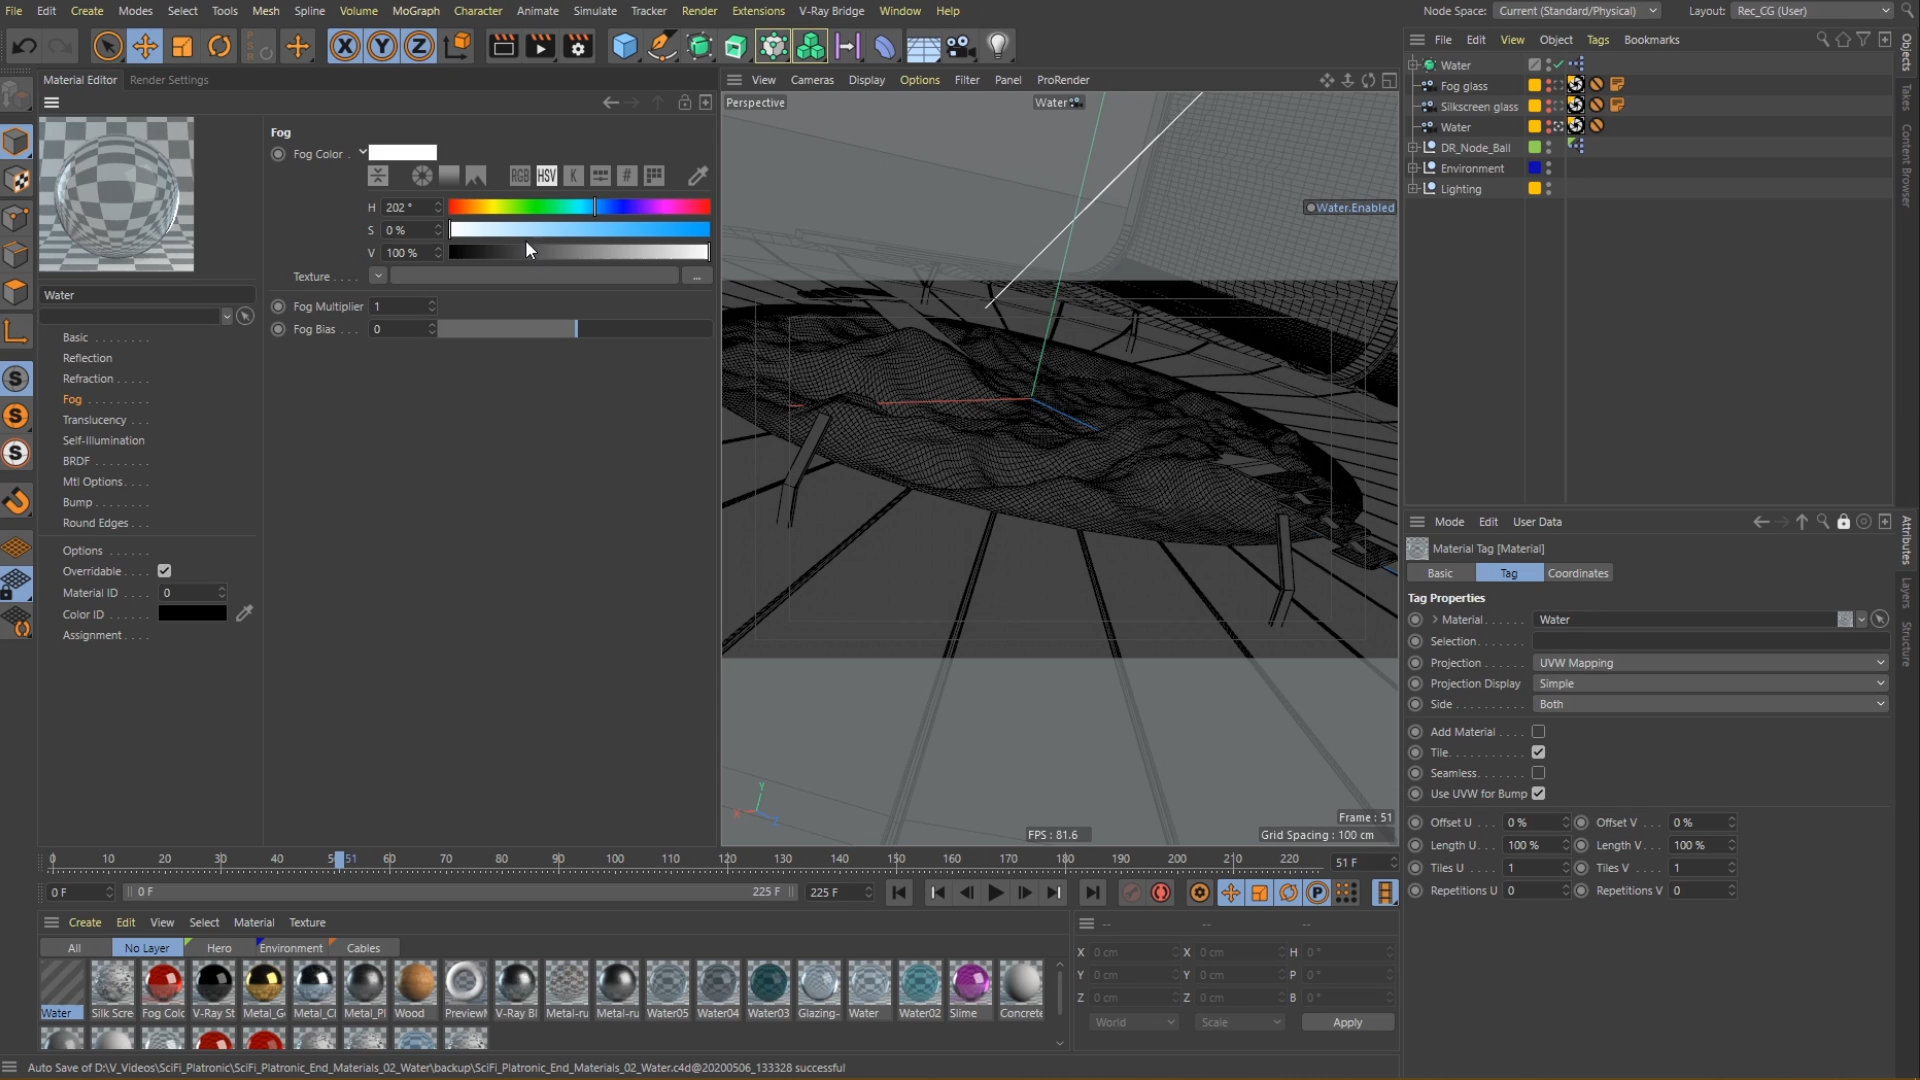 File Edit Create Modes Select Tools Mesh Spline Volume MoGraph Character Animate Simulate Tracker Render Extensions V-Ray Bridge Window Help Node Space: Current (Standard/Physical) Layout: Rec_CG (User)
Material Editor Render Settings
View Cameras Display Options Filter Panel ProRender
File Edit View Object Tags Bookmarks
Perspective
Water
Water.Enabled
Frame : 51
FPS : 81.6
Grid Spacing : 100 cm
Fog
Fog Color .
RGB HSV K #
H 202 °
S 0 %
V 100 %
Texture . . . .
Fog Multiplier 1
Fog Bias . . . 0
Water
Basic . . . . . . . .
Reflection
Refraction . . . . .
Fog . . . . . . . . .
Translucency . . .
Self-Illumination
BRDF . . . . . . . .
Mtl Options . . . .
Bump . . . . . . . .
Round Edges . . .
Options . . . . . .
Overridable . . . .
Material ID . . . . 0
Color ID . . . . . .
Assignment . . . .
Water
Fog glass
Silkscreen glass
Water
DR_Node_Ball
Environment
Lighting
Objects
Takes
Content Browser
Attributes
Layers
Structure
Mode Edit User Data
Material Tag [Material]
Basic Tag Coordinates
Tag Properties
Material . . . . . . Water
Selection . . . . . .
Projection . . . . . . UVW Mapping
Projection Display Simple
Side . . . . . . . . . . Both
Add Material . . . .
Tile . . . . . . . . . .
Seamless . . . . . . .
Use UVW for Bump
Offset U . . . 0 % Offset V . . . 0 %
Length U . . . 100 % Length V . . . 100 %
Tiles U . . . . 1 Tiles V . . . . 1
Repetitions U 0 Repetitions V 0
0 10 20 30 40 51 60 70 80 90 100 110 120 130 140 150 160 170 180 190 200 210 220 51 F
0 F 0 F 225 F 225 F
Create Edit View Select Material Texture
All No Layer Hero Environment Cables
Water Silk Scre Fog Colo V-Ray St Metal_G Metal_Cl Metal_Pl Wood PreviewM V-Ray Bl Metal-ru Metal-ru Water05 Water04 Water03 Glazing- Water Water02 Slime Concrete
-- -- --
X 0 cm X 0 cm H 0 °
Y 0 cm Y 0 cm P 0 °
Z 0 cm Z 0 cm B 0 °
World Scale Apply
Auto Save of D:\V_Videos\SciFi_Platronic\SciFi_Platronic_End_Materials_02_Water\backup\SciFi_Platronic_End_Materials_02_Water.c4d@20200506_133328 successful